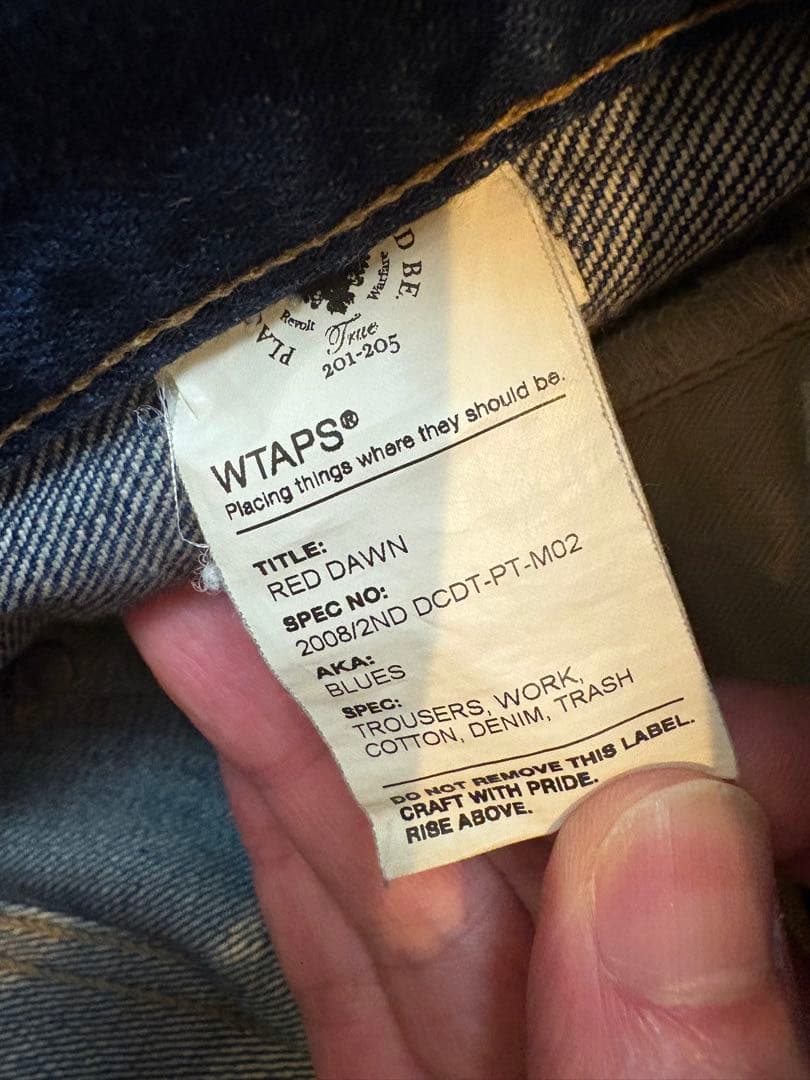 PLA
D BE.
Revolt
Warfare
True
201-205
WTAPS®
Placing things where they should be.
TITLE:
RED DAWN
SPEC NO:
2008/2ND DCDT-PT-M02
AKA:
BLUES
SPEC:
TROUSERS, WORK,
COTTON, DENIM, TRASH
DO NOT REMOVE THIS LABEL.
CRAFT WITH PRIDE.
RISE ABOVE.